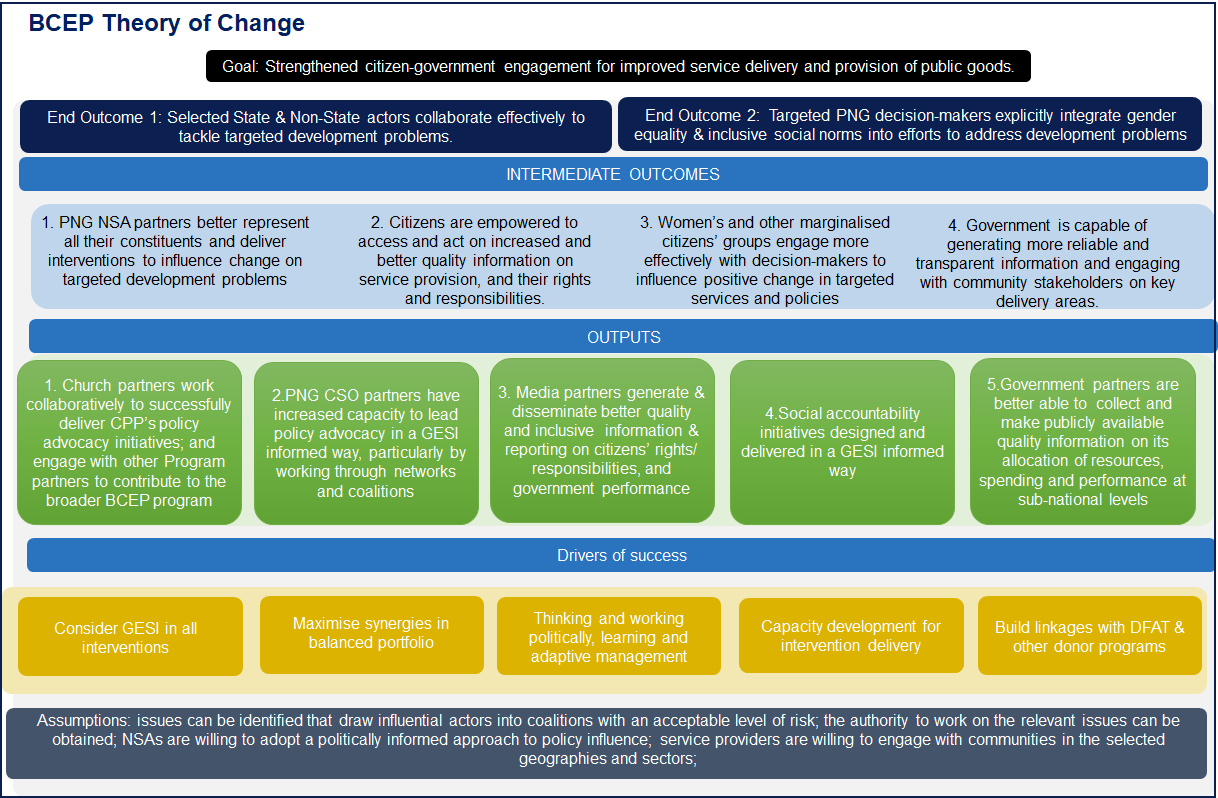 BCEP Theory of Change
Goal: Strengthened citizen-government engagement for improved service delivery and provision of public goods.
End Outcome 1: Selected State & Non-State actors collaborate effectively to
tackle targeted development problems.
End Outcome 2:  Targeted PNG decision-makers explicitly integrate gender
equality & inclusive social norms into efforts to address development problems
INTERMEDIATE OUTCOMES
1. PNG NSA partners better represent
all their constituents and deliver
interventions to influence change on
targeted development problems
2. Citizens are empowered to
access and act on increased and
better quality information on
service provision, and their rights
and responsibilities.
3. Women's and other marginalised
citizens' groups engage more
effectively with decision-makers to
influence positive change in targeted
services and policies
4. Government is capable of
generating more reliable and
transparent information and engaging
with community stakeholders on key
delivery areas.
OUTPUTS
1. Church partners work
collaboratively to successfully
deliver CPP's policy
advocacy initiatives; and
engage with other Program
partners to contribute to the
broader BCEP program
2.PNG CSO partners have
increased capacity to lead
policy advocacy in a GESI
informed way, particularly by
working through networks
and coalitions
3. Media partners generate &
disseminate better quality
and inclusive information &
reporting on citizens' rights/
responsibilities, and
government performance
4.Social accountability
initiatives designed and
delivered in a GESI informed
way
5.Government partners are
better able to collect and
make publicly available
quality information on its
allocation of resources,
spending and performance at
sub-national levels
Drivers of success
Consider GESI in all
interventions
Maximise synergies in
balanced portfolio
Thinking and working
politically, learning and
adaptive management
Capacity development for
intervention delivery
Build linkages with DFAT &
other donor programs
Assumptions: issues can be identified that draw influential actors into coalitions with an acceptable level of risk; the authority to work on the relevant issues can be
obtained; NSAs are willing to adopt a politically informed approach to policy influence;  service providers are willing to engage with communities in the selected
geographies and sectors;